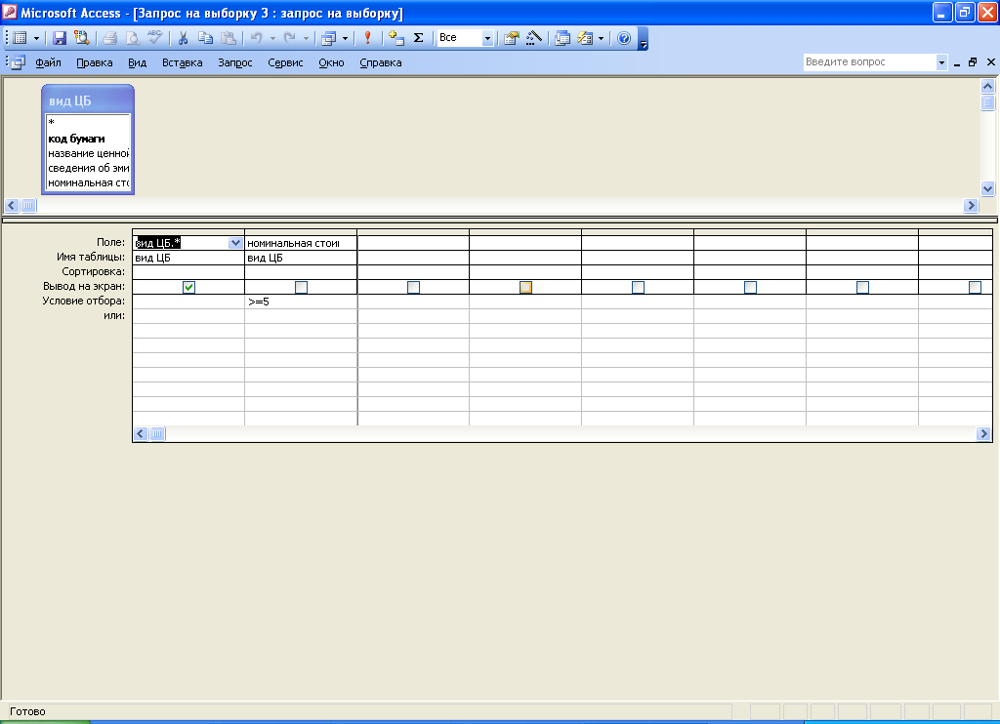 Microsoft Access - [Запрос на выборку 3 : запрос на выборку]
Все
Файл Правка Вид Вставка Запрос Сервис Окно Справка
Введите вопрос
вид ЦБ
*
код бумаги
название ценной
сведения об эми
номинальная сто
Поле: вид ЦБ.* номинальная стои
Имя таблицы: вид ЦБ вид ЦБ
Сортировка:
Вывод на экран:
Условие отбора: >=5
или:
Готово